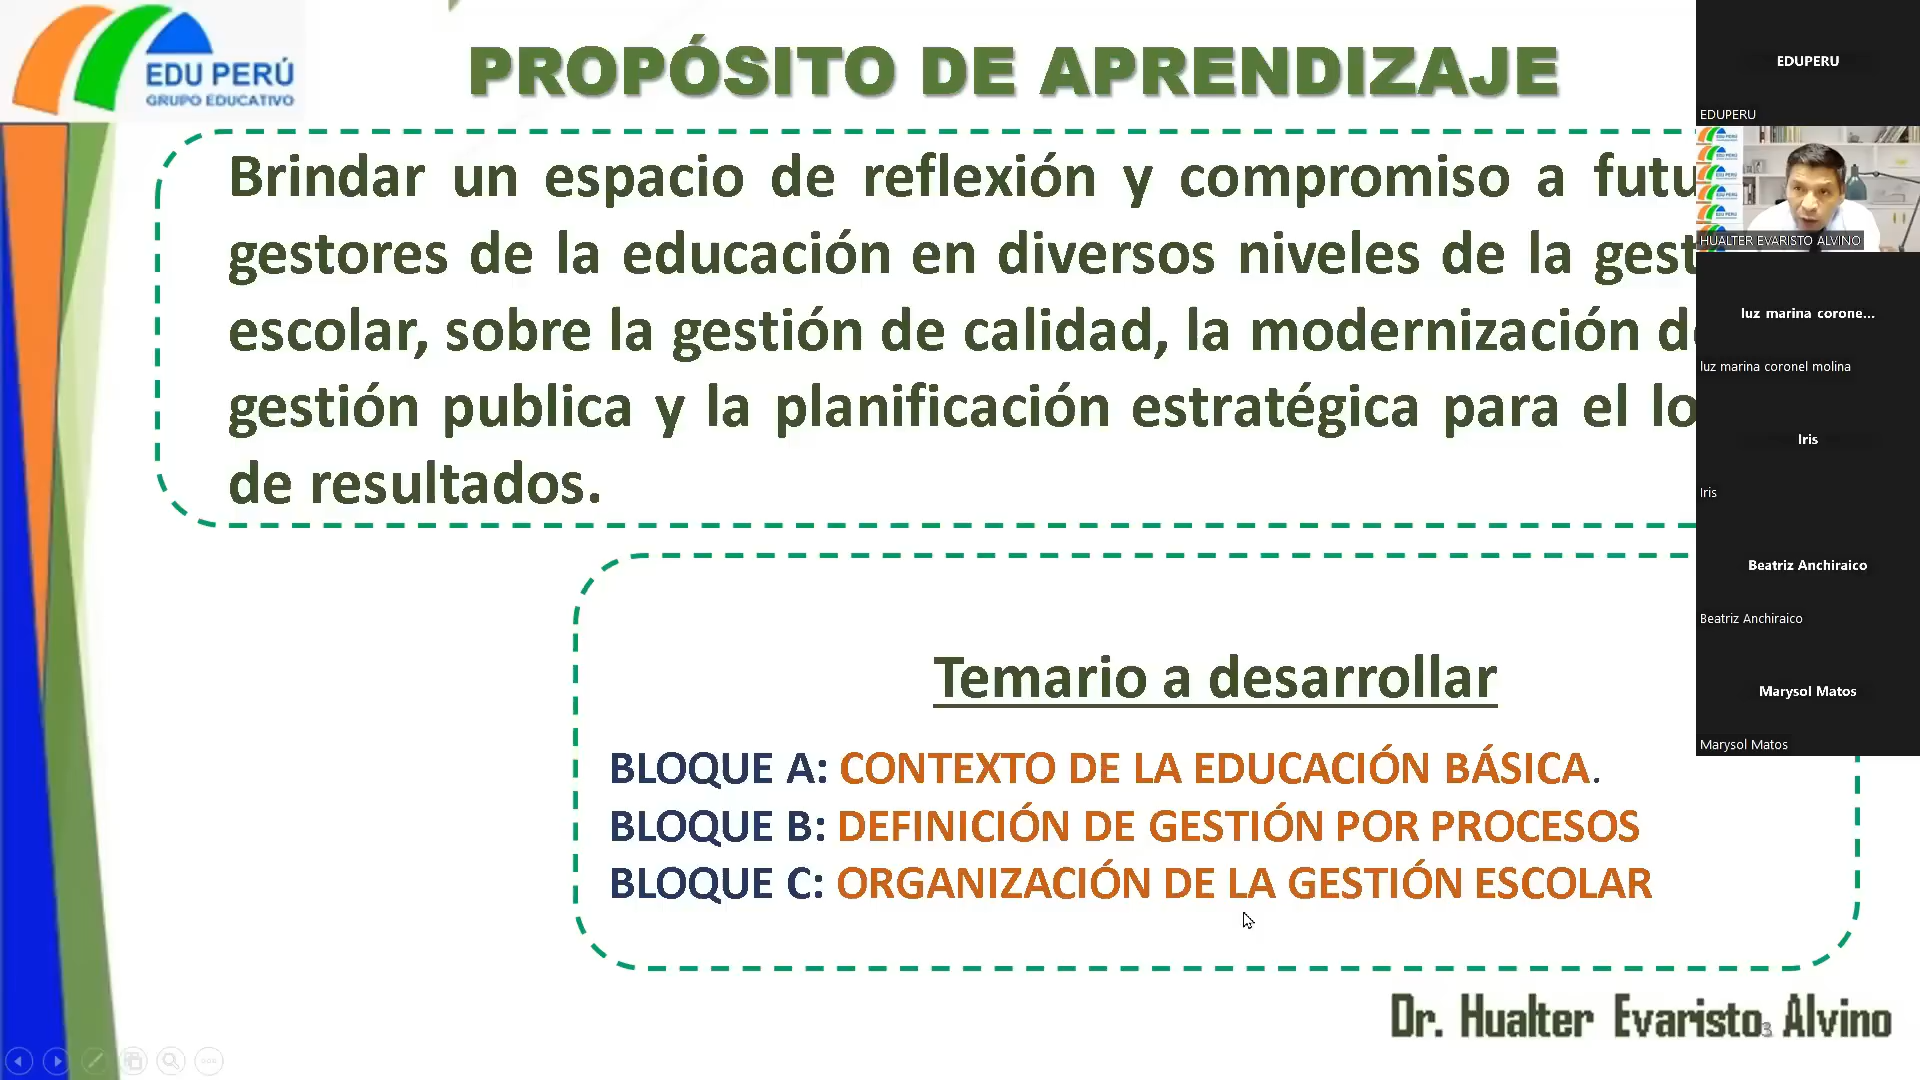 EDU PERÚ
GRUPO EDUCATIVO
PROPÓSITO DE APRENDIZAJE
Brindar un espacio de reflexión y compromiso a futu
gestores de la educación en diversos niveles de la gest
escolar, sobre la gestión de calidad, la modernización d
gestión publica y la planificación estratégica para el lo
de resultados.
Temario a desarrollar
BLOQUE A: CONTEXTO DE LA EDUCACIÓN BÁSICA.
BLOQUE B: DEFINICIÓN DE GESTIÓN POR PROCESOS
BLOQUE C: ORGANIZACIÓN DE LA GESTIÓN ESCOLAR
Dr. Hualter Evaristo Alvino
3
EDUPERU
EDUPERU
HUALTER EVARISTO ALVINO
luz marina corone...
luz marina coronel molina
Iris
Iris
Beatriz Anchiraico
Beatriz Anchiraico
Marysol Matos
Marysol Matos